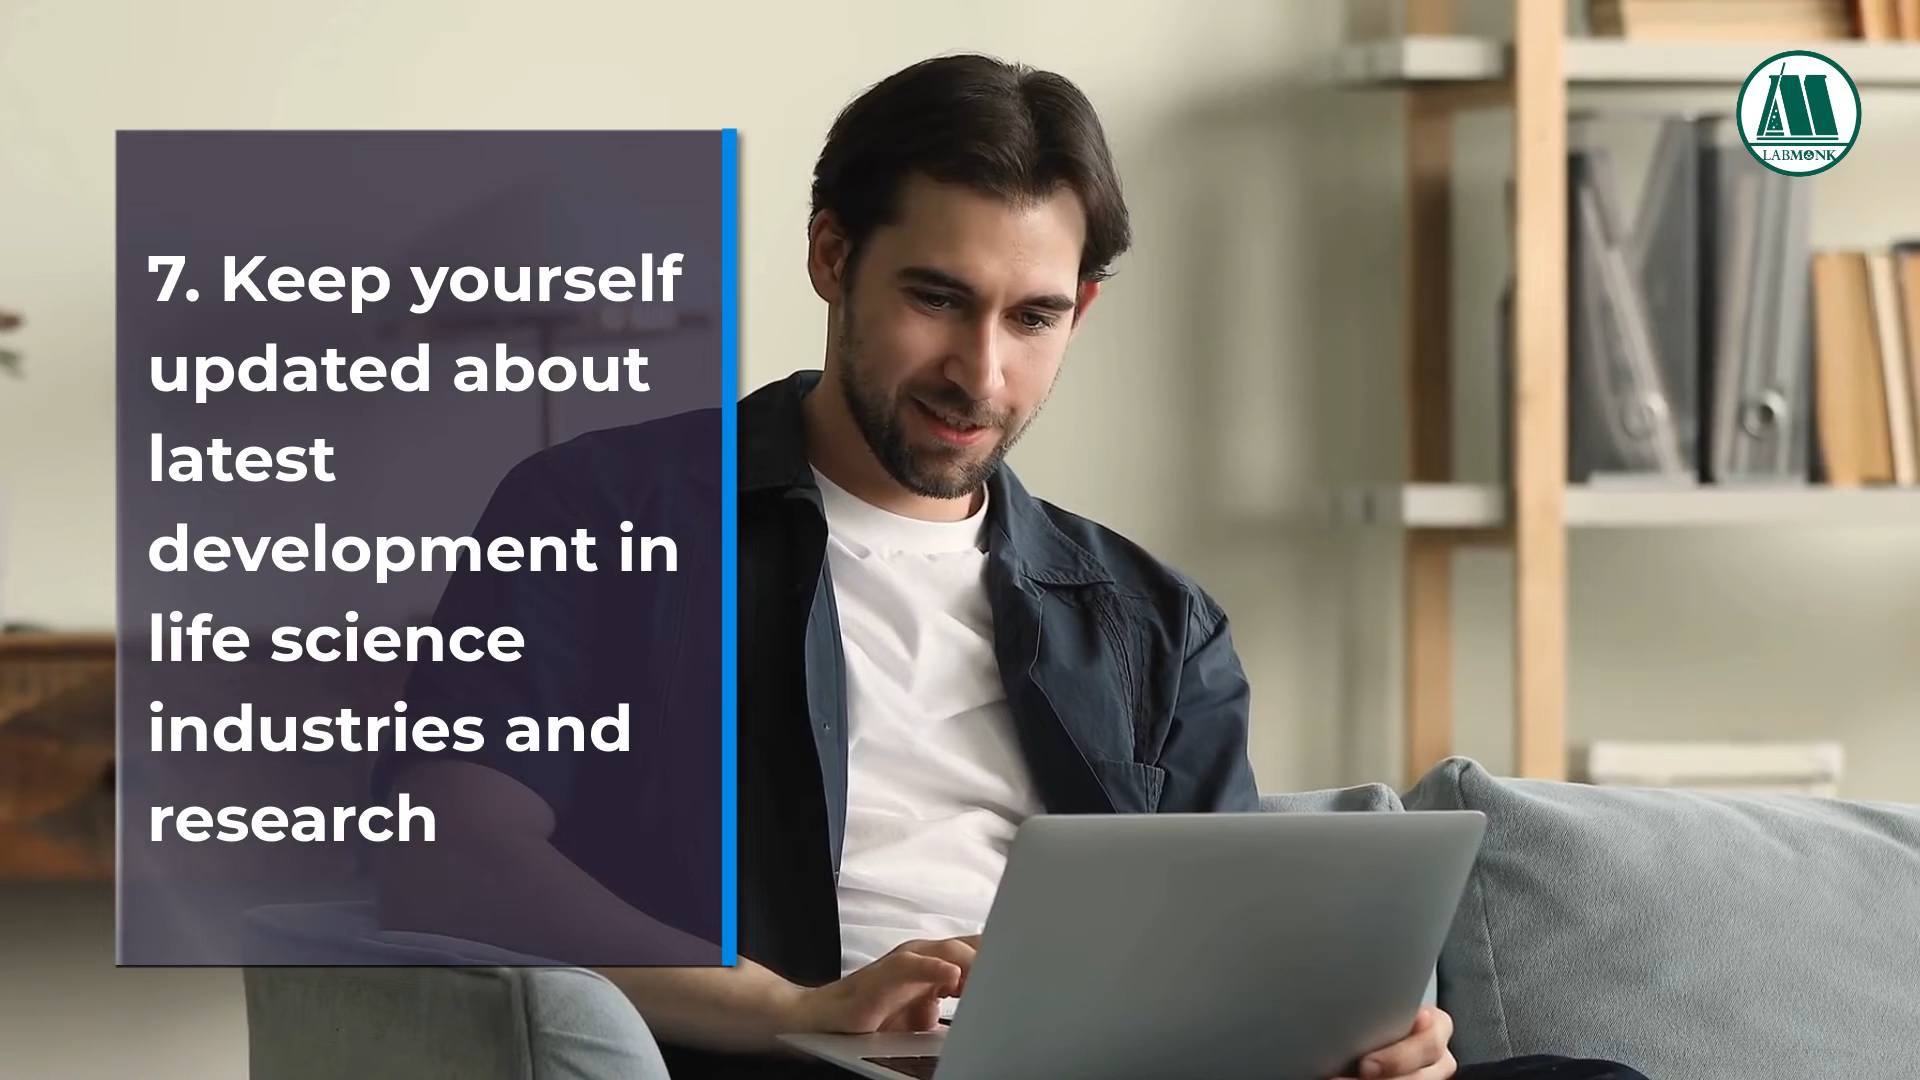 7. Keep yourself
updated about
latest
development in
life science
industries and
research
LABMONK